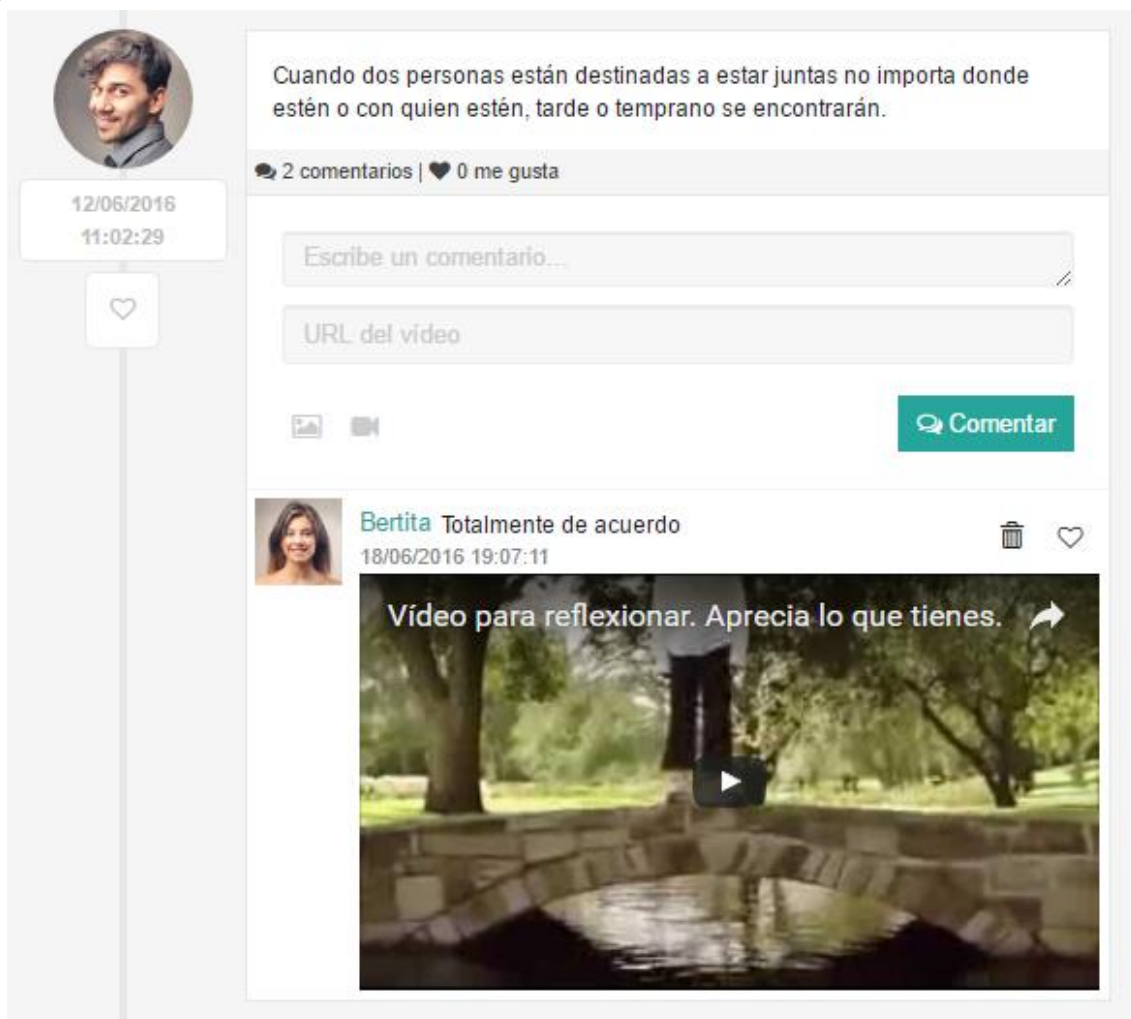 Cuando dos personas están destinadas a estar juntas no importa donde
estén o con quien estén, tarde o temprano se encontrarán.
2 comentarios | 0 me gusta
12/06/2016
11:02:29
Escribe un comentario...
URL del vídeo
Comentar
Bertita Totalmente de acuerdo
18/06/2016 19:07:11
Vídeo para reflexionar. Aprecia lo que tienes.